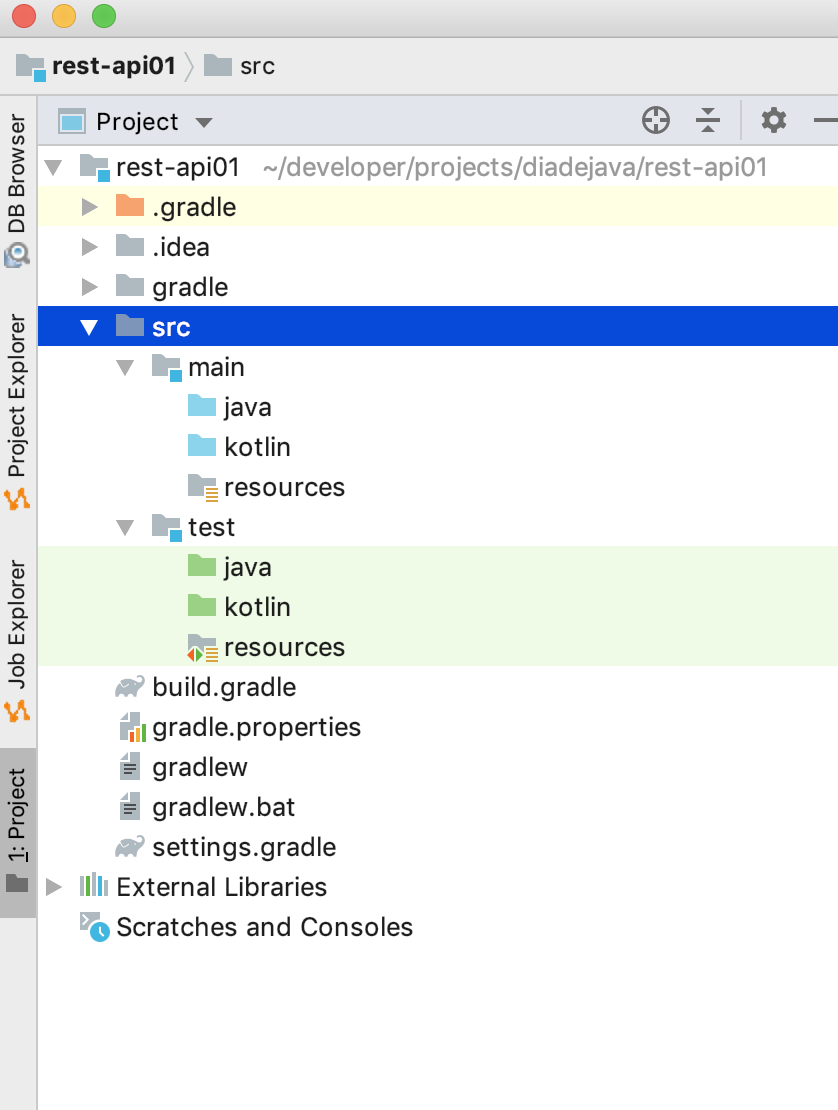 rest-api01 src
Project
rest-api01 ~/developer/projects/diadejava/rest-api01
.gradle
.idea
gradle
src
main
java
kotlin
resources
test
java
kotlin
resources
build.gradle
gradle.properties
gradlew
gradlew.bat
settings.gradle
External Libraries
Scratches and Consoles
DB Browser
Project Explorer
Job Explorer
1: Project